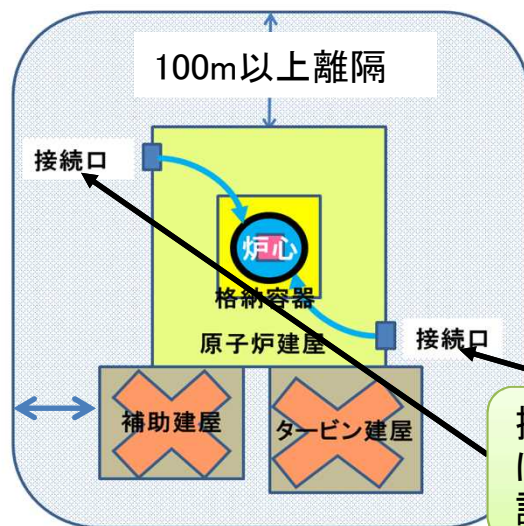 100m以上離隔
接続口
炉心
格納容器
原子炉建屋
接続口
補助建屋
タービン建屋